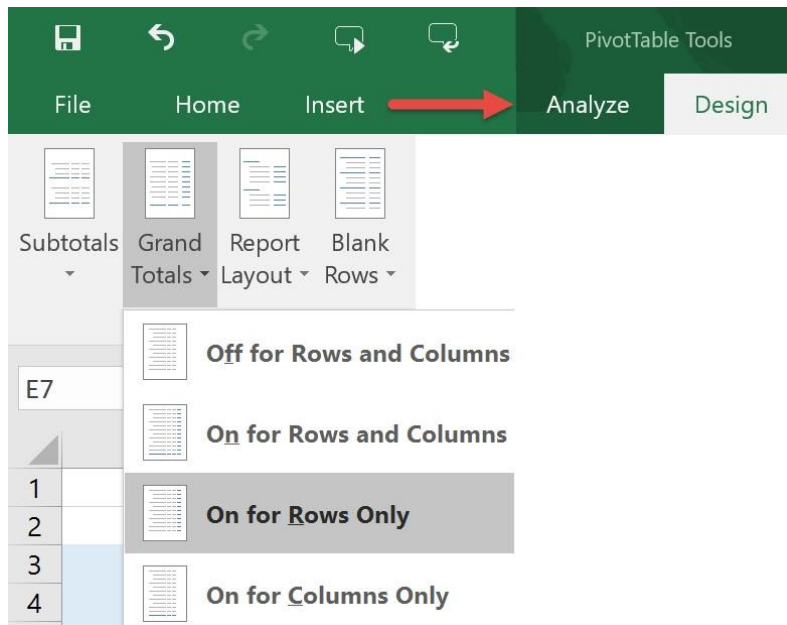 PivotTable Tools
File Home Insert Analyze Design
Subtotals Grand Totals Report Layout Blank Rows
Off for Rows and Columns
E7
On for Rows and Columns
1
On for Rows Only
2
3
On for Columns Only
4